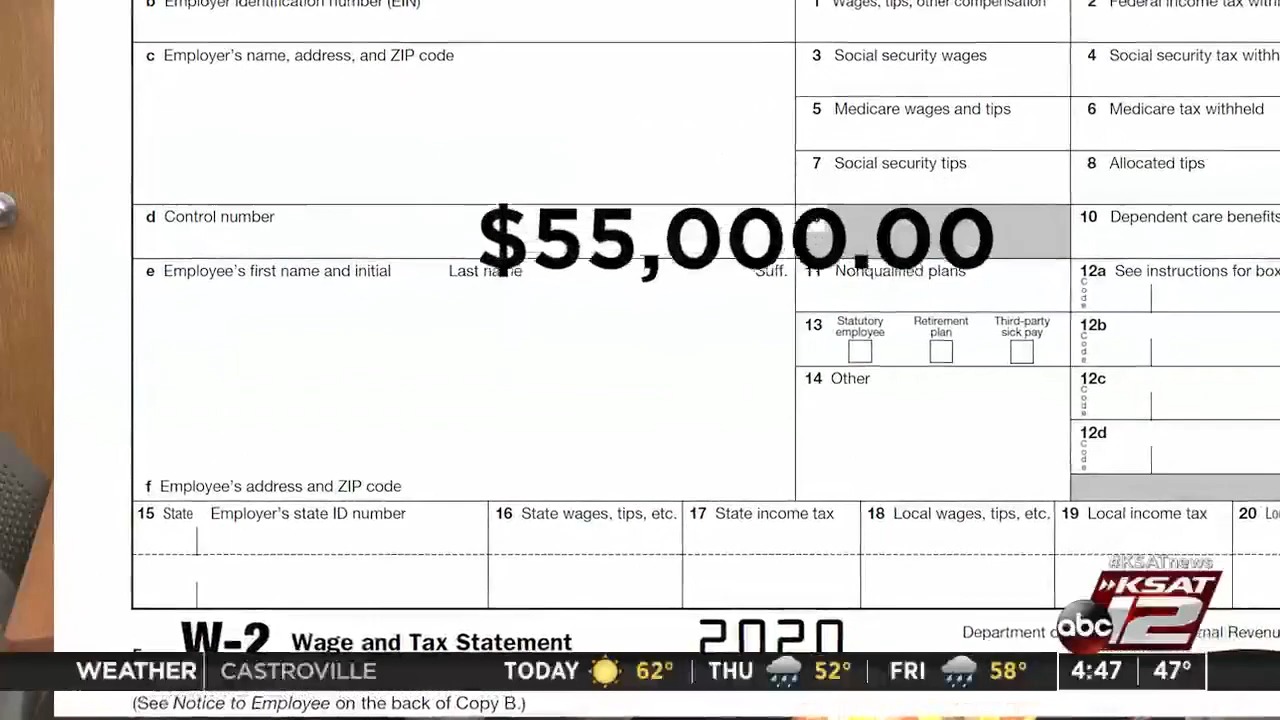 b Employer identification number (EIN)
1 Wages, tips, other compensation
2 Federal income tax
c Employer's name, address, and ZIP code
3 Social security wages
4 Social security tax
5 Medicare wages and tips
6 Medicare tax withheld
7 Social security tips
8 Allocated tips
d Control number
$55,000.00
10 Dependent care benefits
e Employee's first name and initial
Last name
Suff.
11 Nonqualified plans
12a See instructions for box
Code
13 Statutory employee
Retirement plan
Third-party sick pay
12b
Code
14 Other
12c
Code
12d
Code
f Employee's address and ZIP code
15 State Employer's state ID number
16 State wages, tips, etc.
17 State income tax
18 Local wages, tips, etc.
19 Local income tax
20
#KSATnews
KSAT
abc 12
W-2 Wage and Tax Statement
2020
Department
WEATHER CASTROVILLE TODAY 62° THU 52° FRI 58° 4:47 47°
(See Notice to Employee on the back of Copy B.)